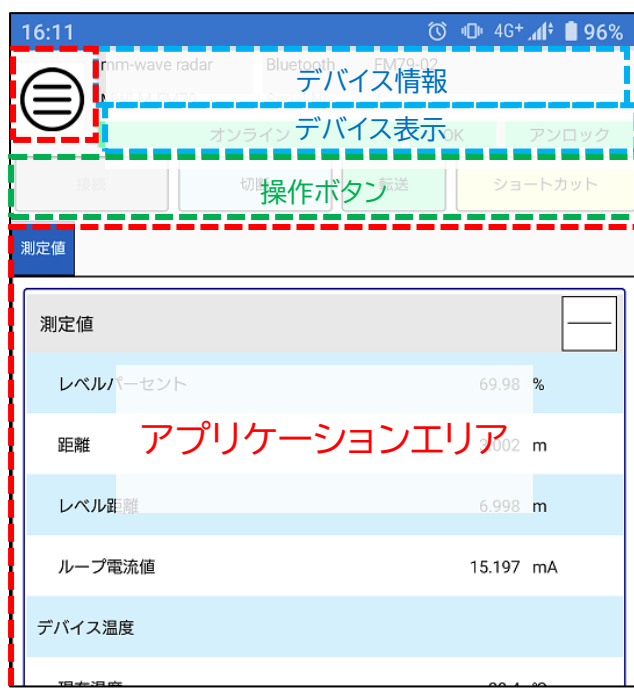 16:11 4G+ 96%
mm-wave radar Bluetooth FM79-02
デバイス情報
オンライン デバイス表示 OK アンロック
接続 切断 転送 ショートカット
操作ボタン
測定値
測定値
レベルパーセント 69.98 %
アプリケーションエリア
距離 3.002 m
レベル距離 6.998 m
ループ電流値 15.197 mA
デバイス温度